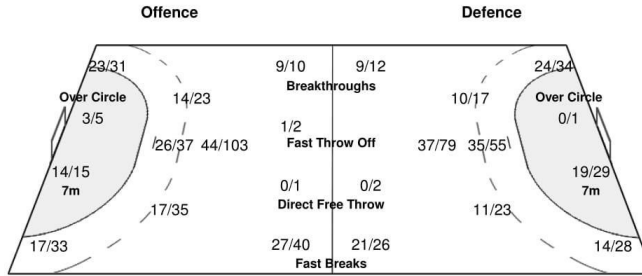 Offence Defence
23/31 9/10 9/12 24/34
Breakthroughs
Over Circle 14/23 10/17 Over Circle
3/5 0/1
1/2
26/37 44/103 Fast Throw Off 37/79 35/55
14/15 19/29
7m 0/1 0/2 7m
17/35 Direct Free Throw 11/23
17/33 27/40 21/26 14/28
Fast Breaks